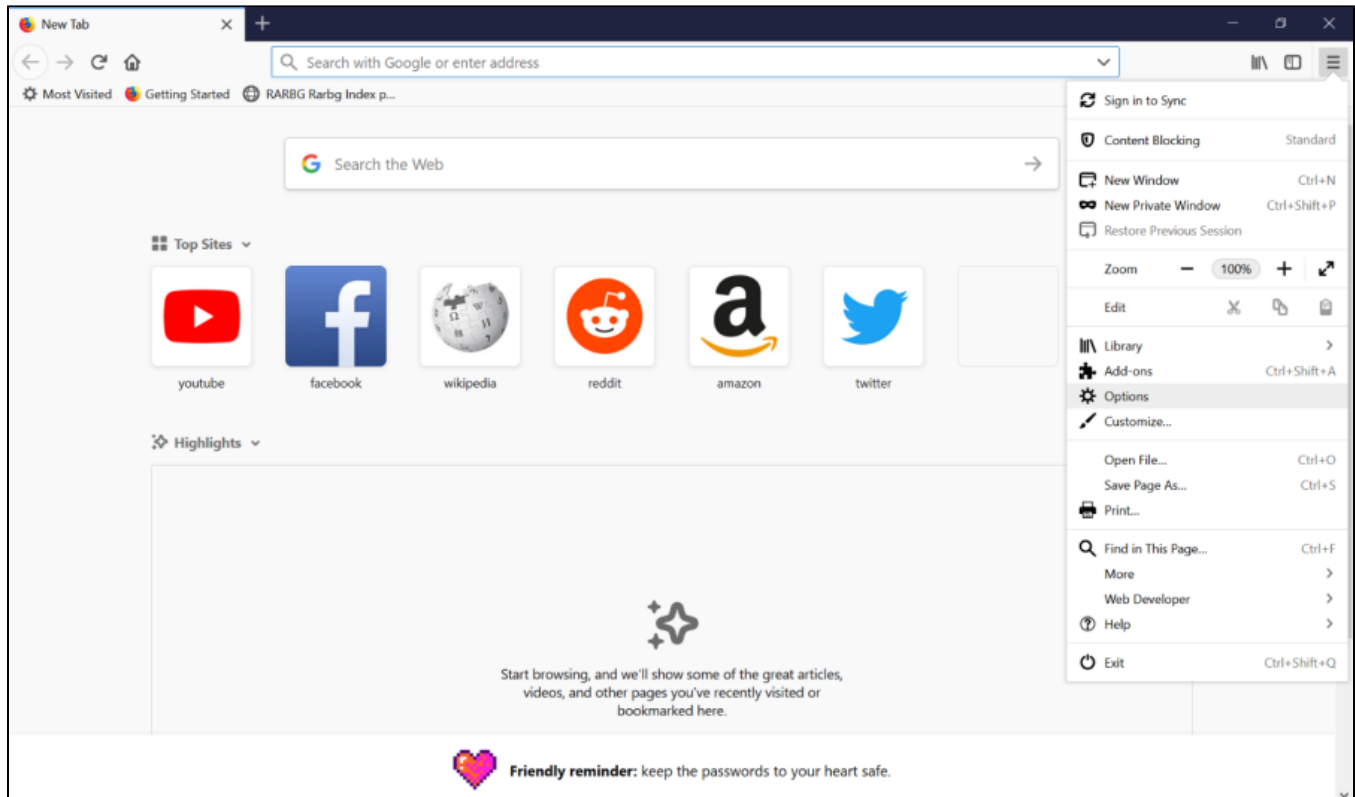 New Tab
Search with Google or enter address
Most Visited Getting Started RARBG Rarbg Index p...
Sign in to Sync
Content Blocking Standard
New Window Ctrl+N
New Private Window Ctrl+Shift+P
Restore Previous Session
Zoom 100%
Edit
Library
Add-ons Ctrl+Shift+A
Options
Customize...
Open File... Ctrl+O
Save Page As... Ctrl+S
Print...
Find in This Page... Ctrl+F
More
Web Developer
Help
Exit Ctrl+Shift+Q
Search the Web
Top Sites
youtube facebook wikipedia reddit amazon twitter
Highlights
Start browsing, and we'll show some of the great articles,
videos, and other pages you've recently visited or
bookmarked here.
Friendly reminder: keep the passwords to your heart safe.